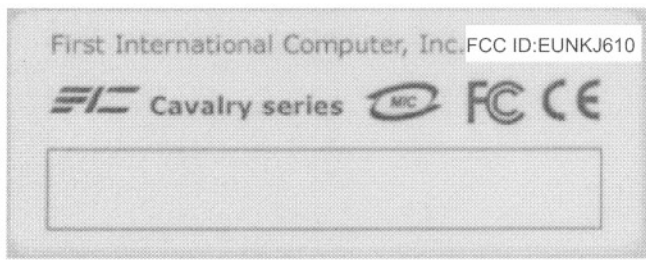 First International Computer, Inc. FCC ID:EUNKJ610
FIC Cavalry series MIC FC CE